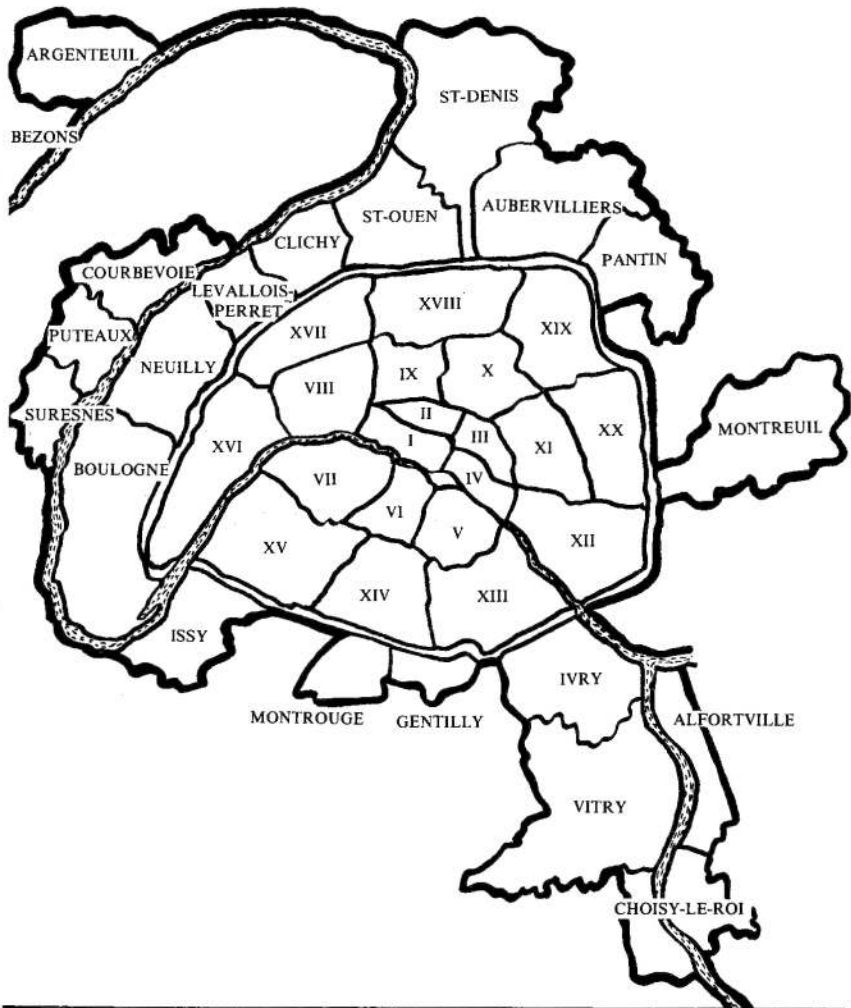 ARGENTEUIL
ST-DENIS
BEZONS
AUBERVILLIERS
ST-OUEN
CLICHY
PANTIN
COURBEVOIE
LEVALLOIS-
PERRET
XVIII
XVII
XIX
PUTEAUX
NEUILLY
IX
X
VIII
SURESNES
II
XX
MONTREUIL
I
III
XI
XVI
BOULOGNE
VII
IV
VI
V
XII
XV
XIV
XIII
ISSY
IVRY
MONTROUGE
GENTILLY
ALFORTVILLE
VITRY
CHOISY-LE-ROI